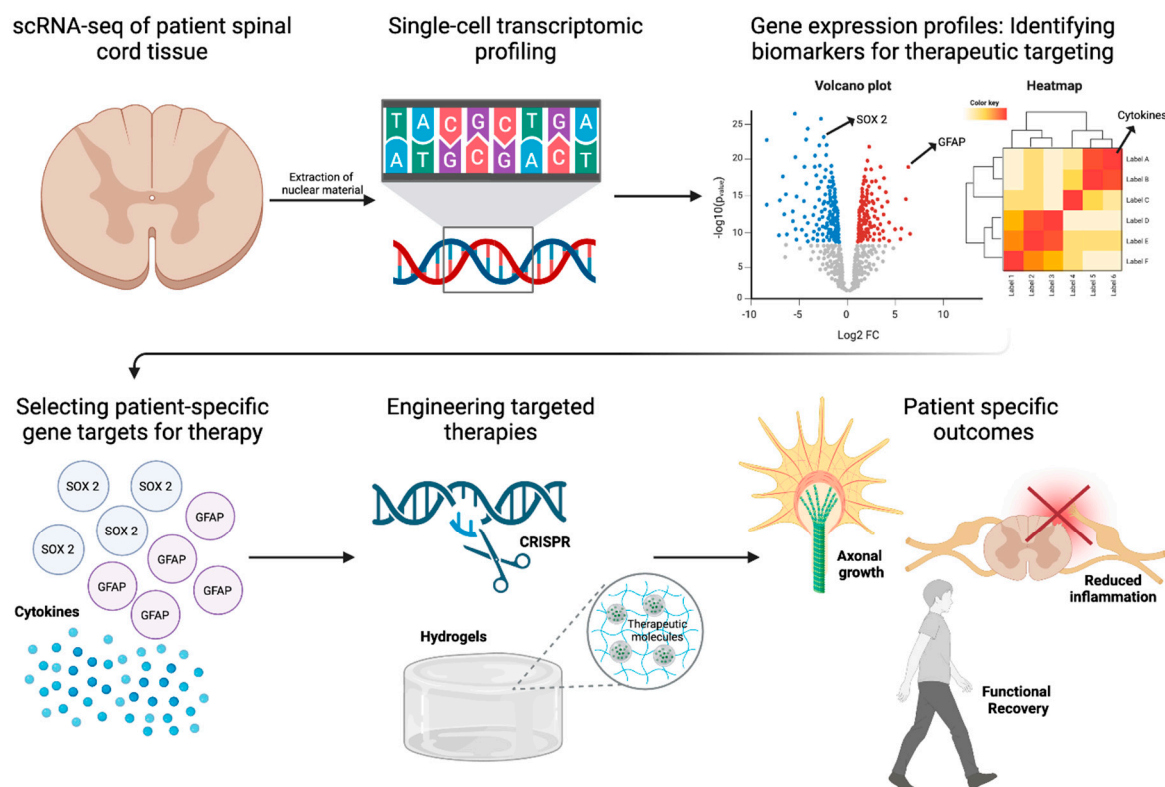 scRNA-seq of patient spinal
cord tissue
Single-cell transcriptomic
profiling
Gene expression profiles: Identifying
biomarkers for therapeutic targeting
Extraction of
nuclear material
T A C G C T G A
A T G C G A C T
Volcano plot
SOX 2
GFAP
-log10(pvalue)
25
20
15
10
5
0
-10
-5
0
5
10
Log2 FC
Heatmap
Color key
Cytokines
Label A
Label B
Label C
Label D
Label E
Label F
Label 1
Label 2
Label 3
Label 4
Label 5
Label 6
Selecting patient-specific
gene targets for therapy
SOX 2
SOX 2
SOX 2
SOX 2
GFAP
GFAP
GFAP
GFAP
GFAP
Cytokines
Engineering targeted
therapies
CRISPR
Hydrogels
Therapeutic
molecules
Patient specific
outcomes
Axonal
growth
Reduced
inflammation
Functional
Recovery